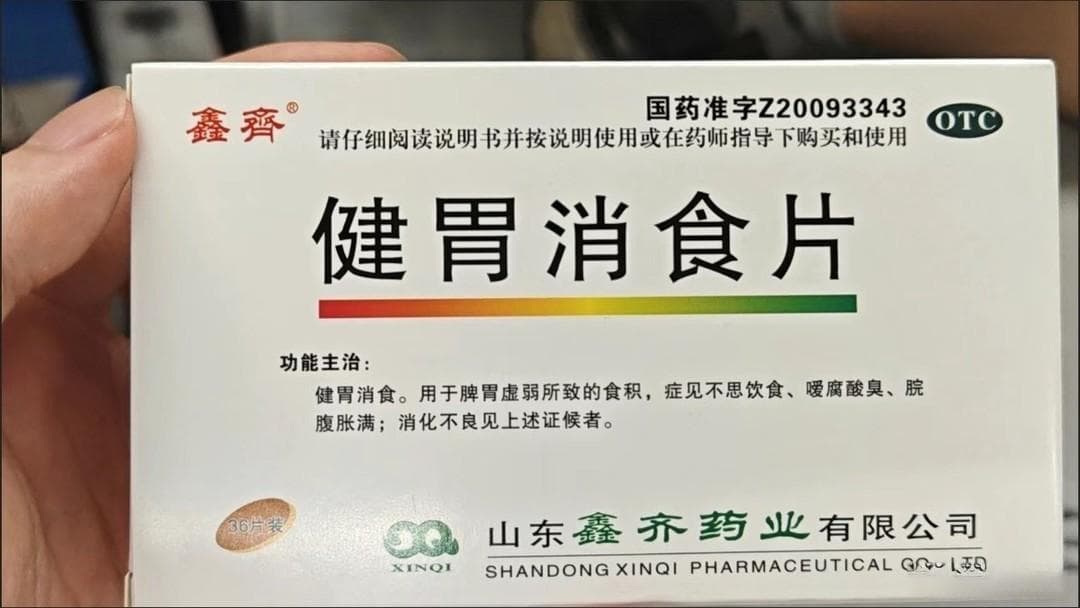 鑫齊®
国药准字Z20093343
OTC
请仔细阅读说明书并按说明使用或在药师指导下购买和使用
健胃消食片
功能主治：
健胃消食。用于脾胃虚弱所致的食积，症见不思饮食、嗳腐酸臭、脘
腹胀满；消化不良见上述证候者。
36片装
XINQI
山东鑫齐药业有限公司
SHANDONG XINQI PHARMACEUTICAL